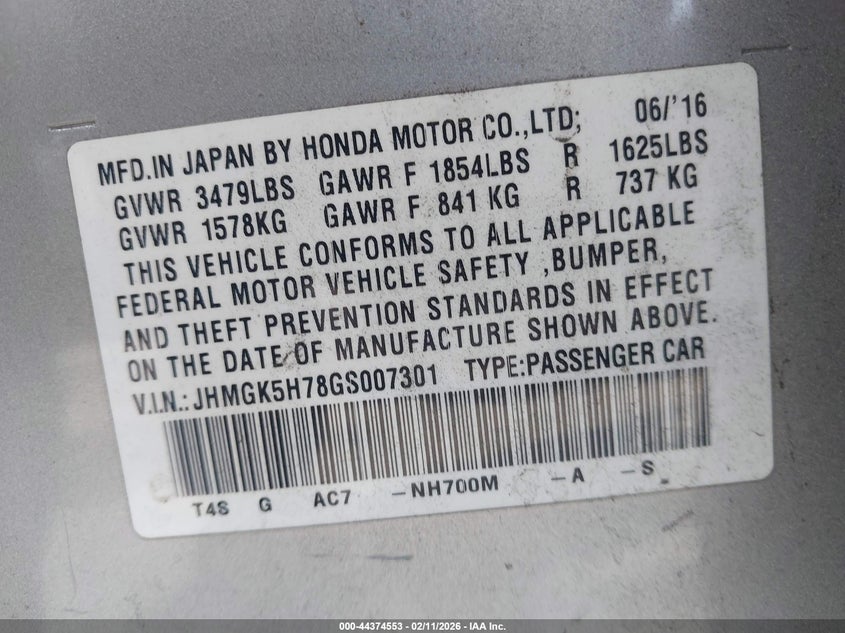 MFD.IN JAPAN BY HONDA MOTOR CO.,LTD; 06/'16
GVWR 3479LBS GAWR F 1854LBS R 1625LBS
GVWR 1578KG GAWR F 841 KG R 737 KG
THIS VEHICLE CONFORMS TO ALL APPLICABLE
FEDERAL MOTOR VEHICLE SAFETY ,BUMPER,
AND THEFT PREVENTION STANDARDS IN EFFECT
ON THE DATE OF MANUFACTURE SHOWN ABOVE.
V.I.N.: JHMGK5H78GS007301 TYPE:PASSENGER CAR
T4S G AC7 -NH700M -A -S
000-44374553 - 02/11/2026 - IAA Inc.